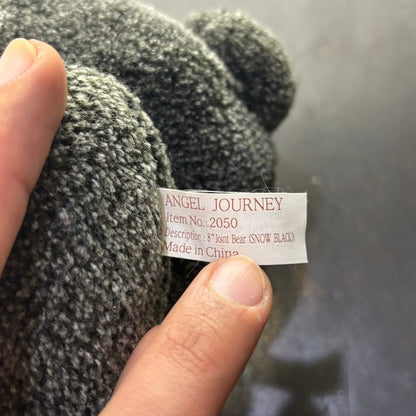 ANGEL JOURNEY
Item No.: 2050
Description : 8" Joint Bear (SNOW BLACK)
Made in China